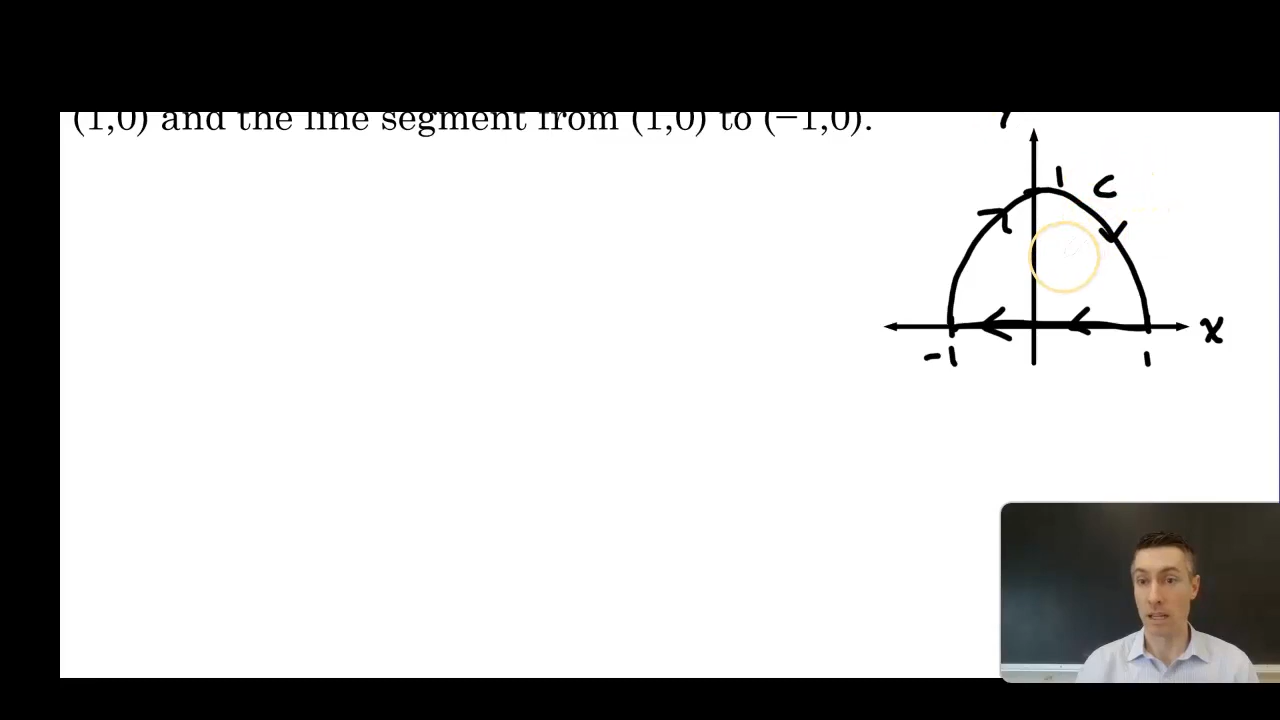 (1,0) and the line segment from (1,0) to (−1,0).
1 C
x
-1 1